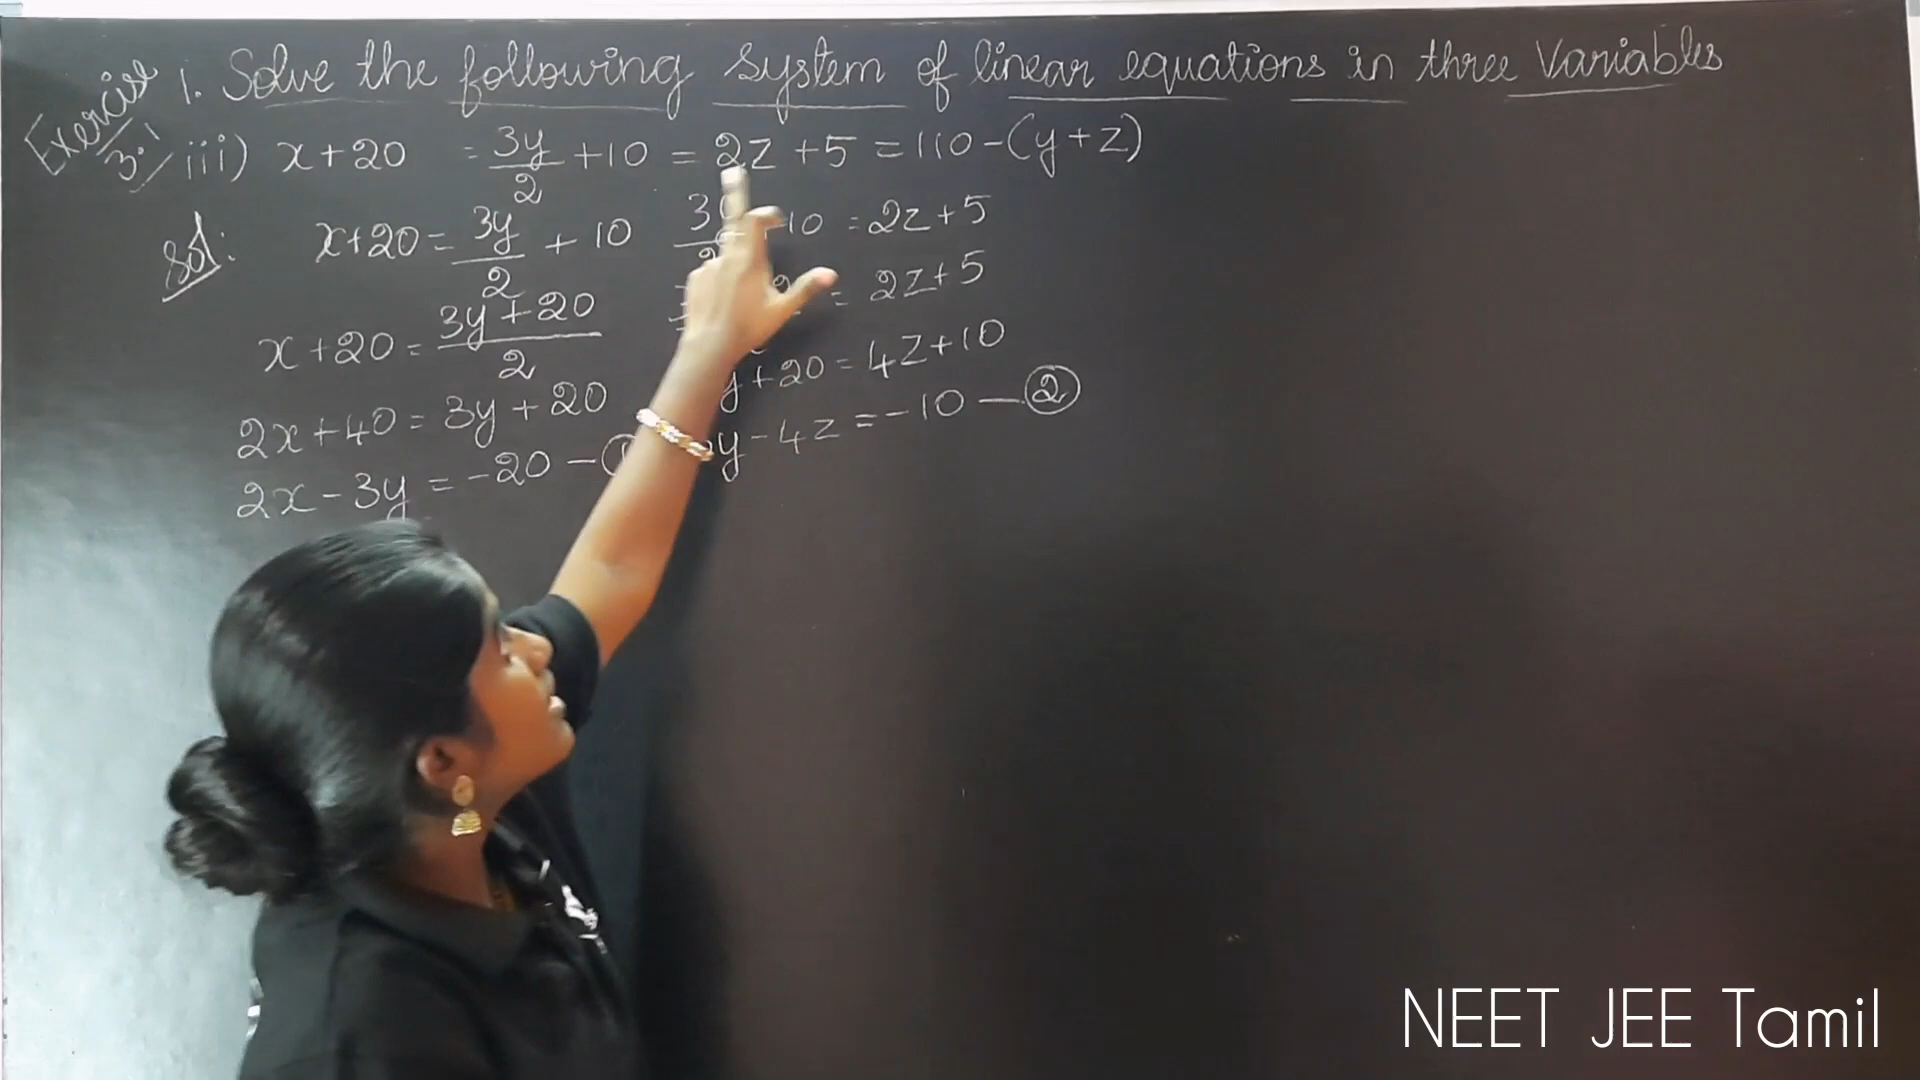 Exercise 3.1
1. Solve the following system of linear equations in three variables
iii) x+20 = 3y/2 +10 = 2z+5 = 110-(y+z)
Sol:
x+20 = 3y/2 + 10
x+20 = 3y+20/2
2x+40 = 3y+20
2x-3y = -20 - ①
10 = 2z+5
= 2z+5
y+20 = 4z+10
y-4z = -10 - ②
NEET JEE Tamil